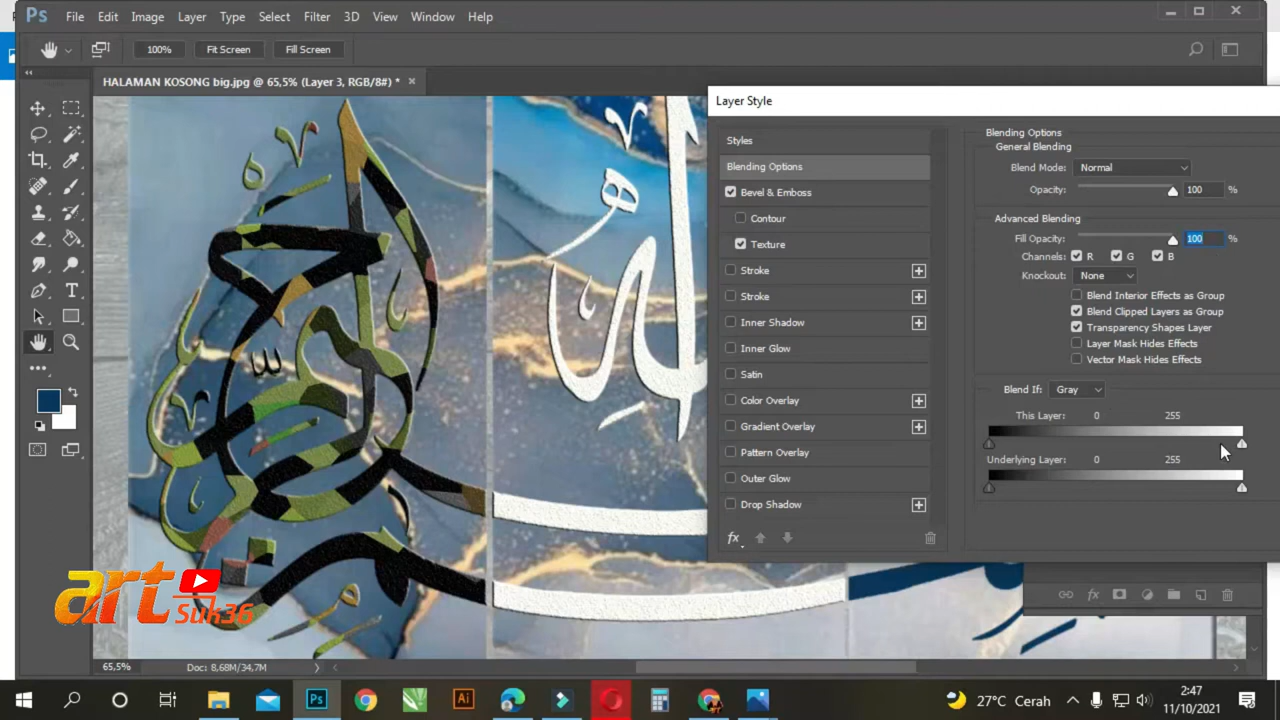 Ps File Edit Image Layer Type Select Filter 3D View Window Help
100% Fit Screen Fill Screen
HALAMAN KOSONG big.jpg @ 65,5% (Layer 3, RGB/8#) *
Layer Style
Styles
Blending Options
Bevel & Emboss
Contour
Texture
Stroke
Stroke
Inner Shadow
Inner Glow
Satin
Color Overlay
Gradient Overlay
Pattern Overlay
Outer Glow
Drop Shadow
fx
Blending Options
General Blending
Blend Mode: Normal
Opacity: 100 %
Advanced Blending
Fill Opacity: 100 %
Channels: R G B
Knockout: None
Blend Interior Effects as Group
Blend Clipped Layers as Group
Transparency Shapes Layer
Layer Mask Hides Effects
Vector Mask Hides Effects
Blend If: Gray
This Layer: 0 255
Underlying Layer: 0 255
fx
art
Suk36
65,5% Doc: 8,68M/34,7M
Ps Ai 27°C Cerah
2:47
11/10/2021